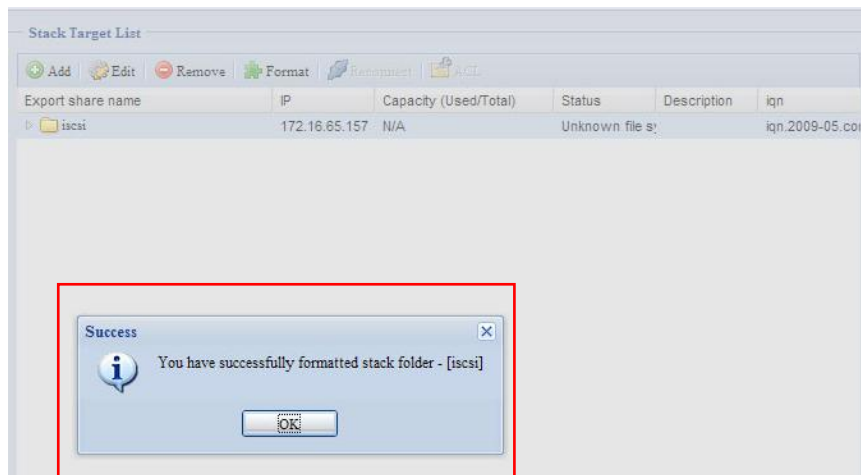 Stack Target List
Add Edit Remove Format Reconnect ACL
Export share name IP Capacity (Used/Total) Status Description iqn
iscsi 172.16.65.157 N/A Unknown file sy iqn.2009-05.co
Success
You have successfully formatted stack folder - [iscsi]
OK